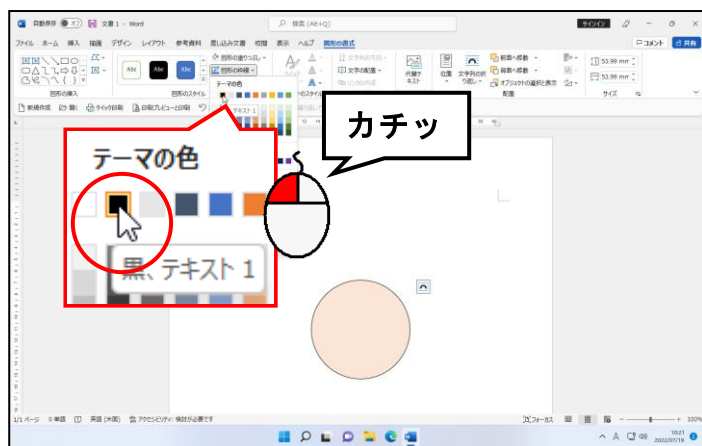 自動保存 オフ 文書 1 - Word 検索 (Alt+Q) サインイン
ファイル ホーム 挿入 描画 デザイン レイアウト 参考資料 差し込み文書 校閲 表示 ヘルプ 図形の書式 コメント 共有
図形の塗りつぶし 文字列の方向 前面へ移動 53.99 mm
Abc Abc Abc 図形の枠線 文字の配置 代替テキスト 位置 文字列の折り返し 背面へ移動 53.99 mm
テーマの色 リンクの作成 オブジェクトの選択と表示
図形の挿入 図形のスタイル 配置 サイズ
新規作成 開く クイック印刷 印刷プレビューと印刷
テキスト 1
カチッ
テーマの色
黒、テキスト 1
1/1 ページ 0 単語 英語 (米国) アクセシビリティ: 検討が必要です フォーカス 100%
A 10:21
2022/07/19